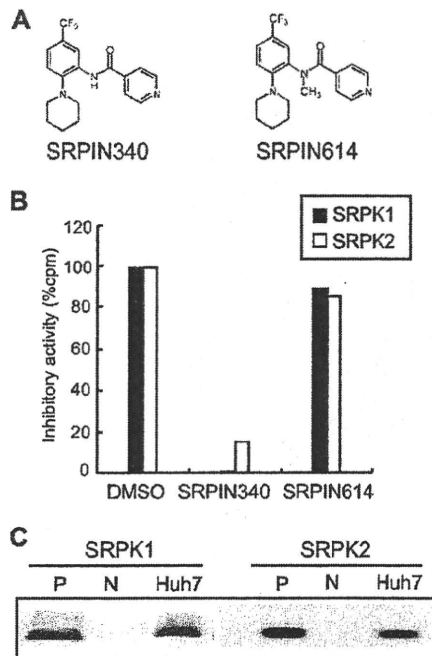 A
CF₃
O
N
H
N
N
SRPIN340
CF₃
O
N
CH₃
N
N
SRPIN614
B
SRPK1
SRPK2
Inhibitory activity (%cpm)
120
100
80
60
40
20
0
DMSO SRPIN340 SRPIN614
C
SRPK1 SRPK2
P N Huh7 P N Huh7